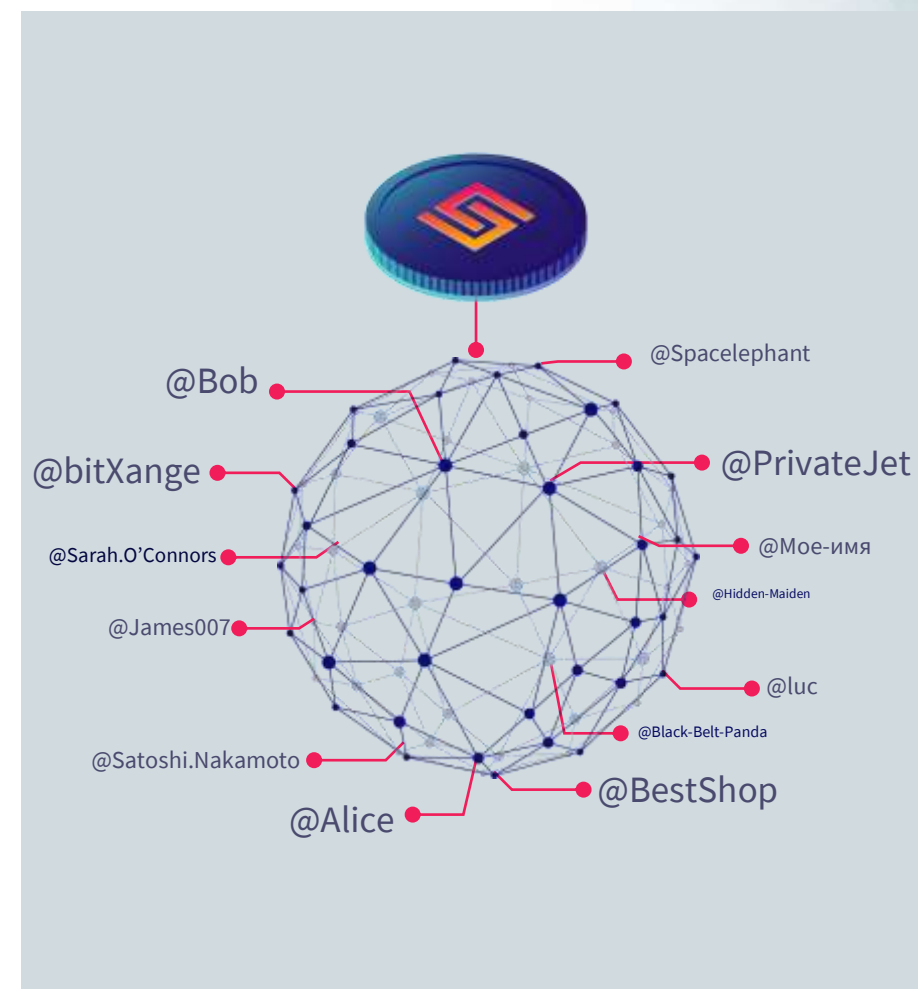 @Spacelephant
@Bob
@bitXange
@PrivateJet
@Sarah.O’Connors
@Мое-имя
@Hidden-Maiden
@James007
@luc
@Black-Belt-Panda
@Satoshi.Nakamoto
@BestShop
@Alice